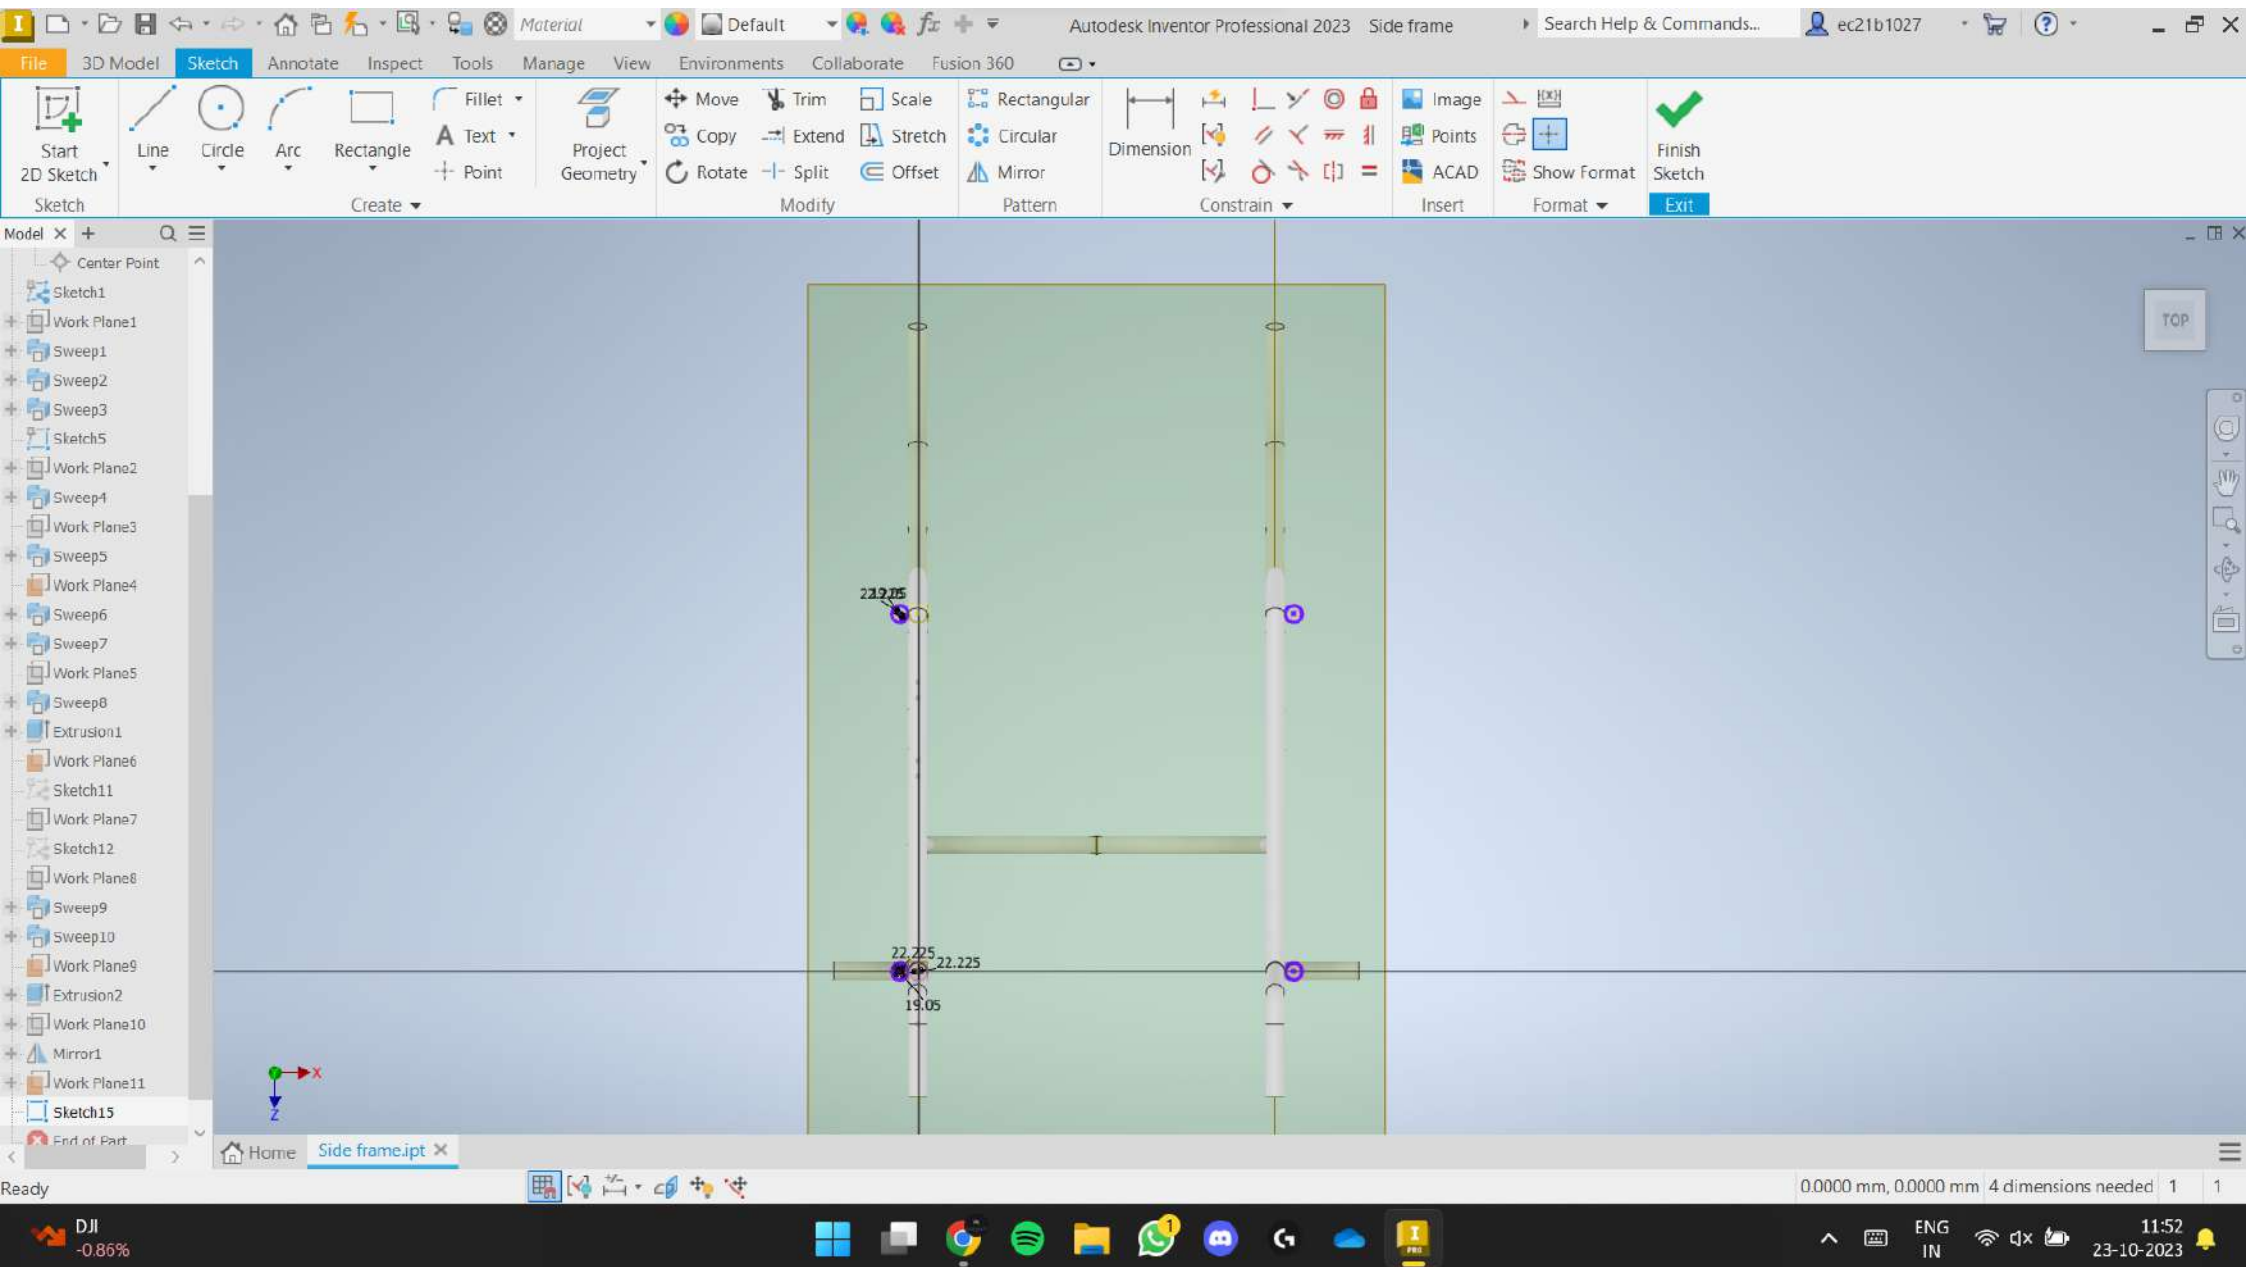 I PRO Material Default fx Autodesk Inventor Professional 2023 Side frame Search Help & Commands... ec21b1027
File 3D Model Sketch Annotate Inspect Tools Manage View Environments Collaborate Fusion 360
Start 2D Sketch
Line
Circle
Arc
Rectangle
Fillet
Text
Point
Project Geometry
Move Trim Scale
Copy Extend Stretch
Rotate Split Offset
Rectangular
Circular
Mirror
Dimension
Image
Points
ACAD
Show Format
Finish Sketch
Sketch Create Modify Pattern Constrain Insert Format Exit
Model
Center Point
Sketch1
Work Plane1
Sweep1
Sweep2
Sweep3
Sketch5
Work Plane2
Sweep4
Work Plane3
Sweep5
Work Plane4
Sweep6
Sweep7
Work Plane5
Sweep8
Extrusion1
Work Plane6
Sketch11
Work Plane7
Sketch12
Work Plane8
Sweep9
Sweep10
Work Plane9
Extrusion2
Work Plane10
Mirror1
Work Plane11
Sketch15
End of Part
TOP
22.225
22.225
19.05
X
Z
Home Side frame.ipt
Ready
0.0000 mm, 0.0000 mm 4 dimensions needed 1 1
DJI
-0.86%
1
ENG
IN
11:52
23-10-2023